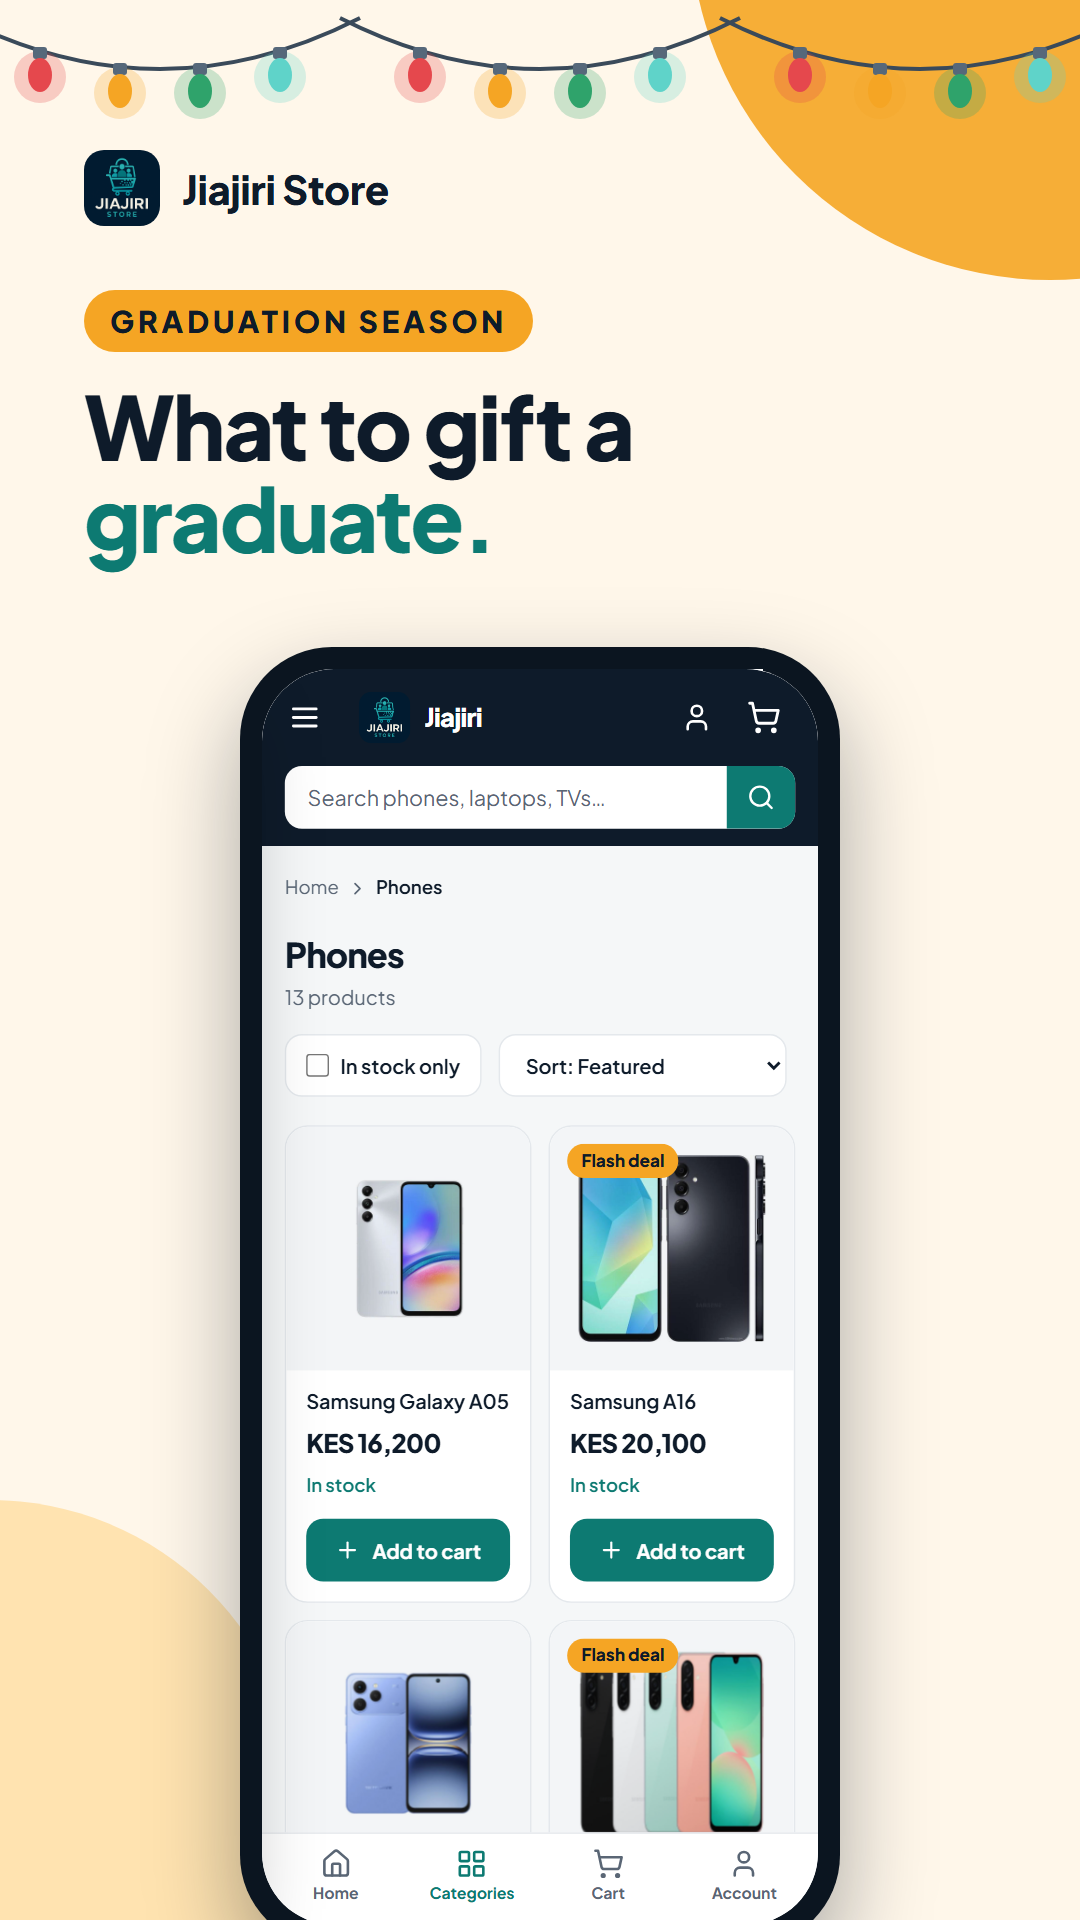 JIAJIRI
STORE
Jiajiri Store
GRADUATION SEASON
What to gift a
graduate.
JIAJIRI
STORE
Jiajiri
Search phones, laptops, TVs...
Home > Phones
Phones
13 products
In stock only
Sort: Featured
Flash deal
Samsung Galaxy A05
KES 16,200
In stock
+ Add to cart
Samsung A16
KES 20,100
In stock
+ Add to cart
Flash deal
Home
Categories
Cart
Account